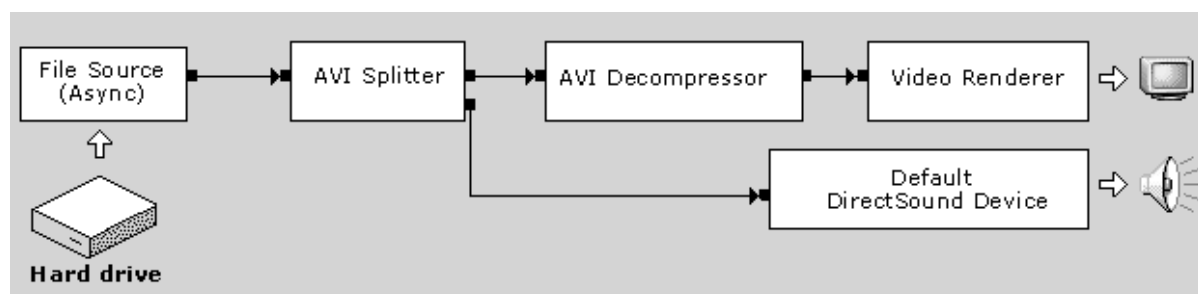 File Source
(Async)
AVI Splitter
AVI Decompressor
Video Renderer
Default
DirectSound Device
Hard drive